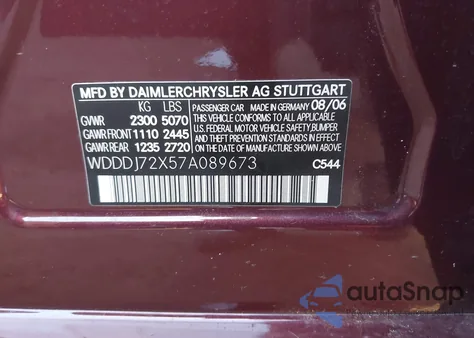 MFD BY DAIMLERCHRYSLER AG STUTTGART
KG LBS
GVWR 2300 5070
GAWR FRONT 1110 2445
GAWR REAR 1235 2720
PASSENGER CAR MADE IN GERMANY 08/06
THIS VEHICLE CONFORMS TO ALL APPLICABLE
U.S. FEDERAL MOTOR VEHICLE SAFETY, BUMPER
AND THEFT PREVENTION STANDARDS IN EFFECT
ON THE DATE OF MANUFACTURE SHOWN ABOVE
WDDDJ72X57A089673
C544
autoSnap